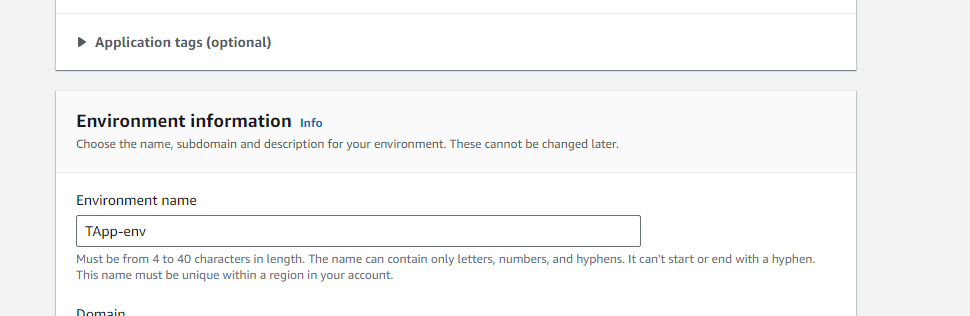 Application tags (optional)
Environment information Info
Choose the name, subdomain and description for your environment. These cannot be changed later.
Environment name
TApp-env
Must be from 4 to 40 characters in length. The name can contain only letters, numbers, and hyphens. It can't start or end with a hyphen.
This name must be unique within a region in your account.
Domain